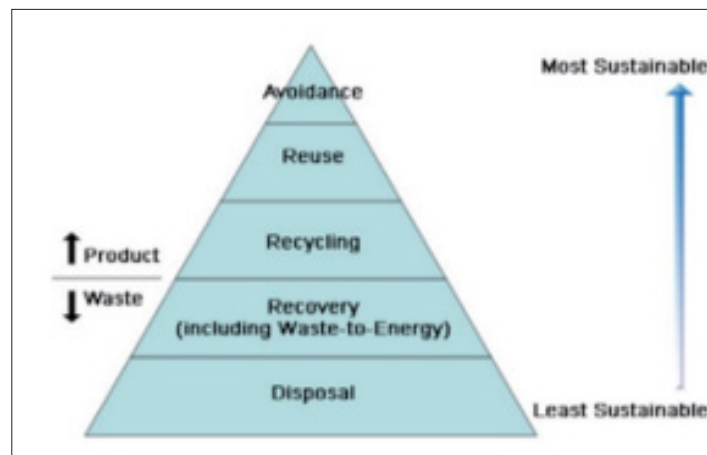 Most Sustainable
Avoidance
Reuse
Recycling
Product
Waste
Recovery
(including Waste-to-Energy)
Disposal
Least Sustainable